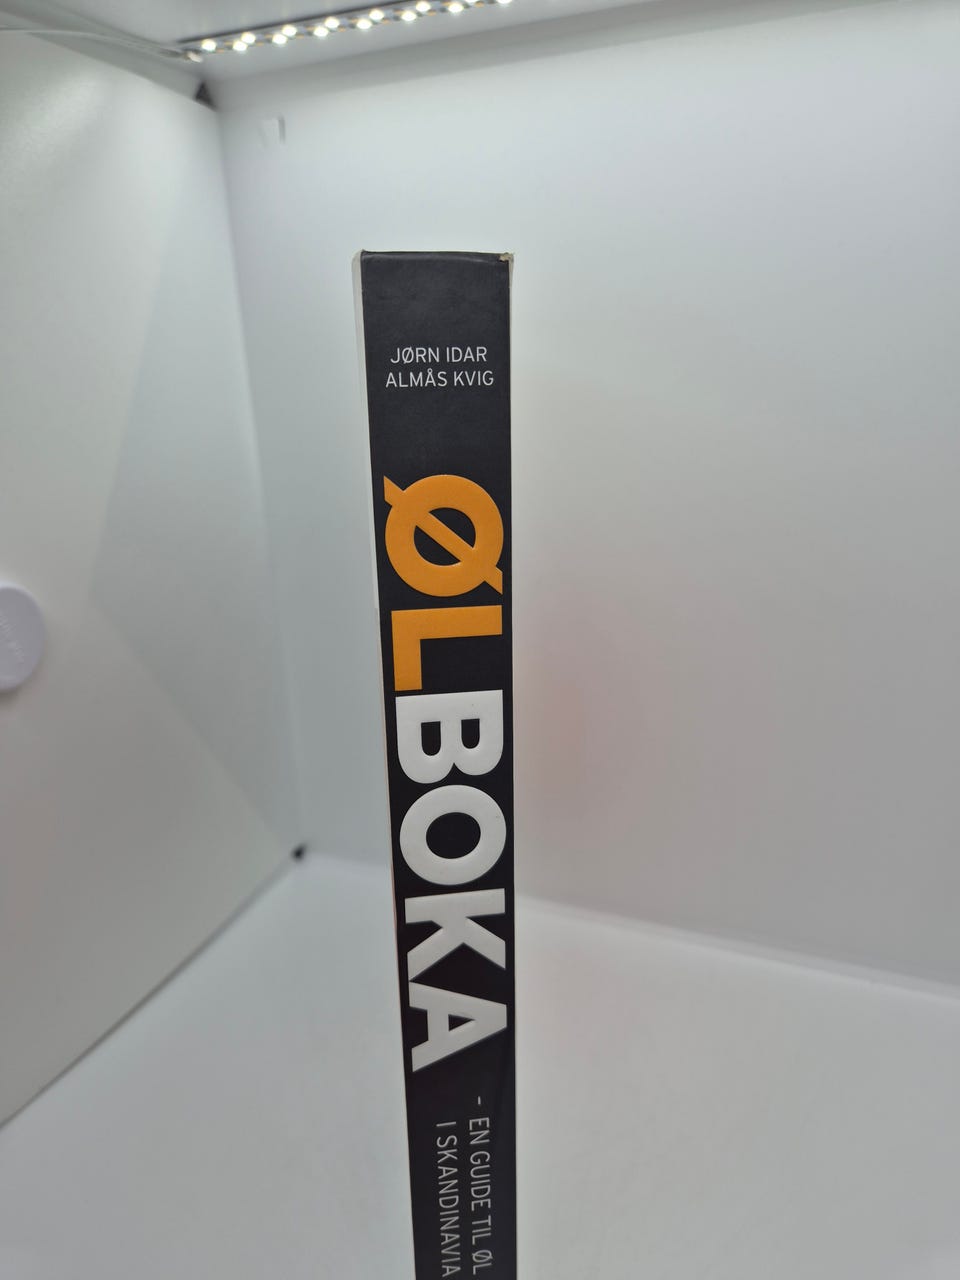 JØRN IDAR
ALMÅS KVIG
ØLBOKA
- EN GUIDE TIL ØL
I SKANDINAVIA